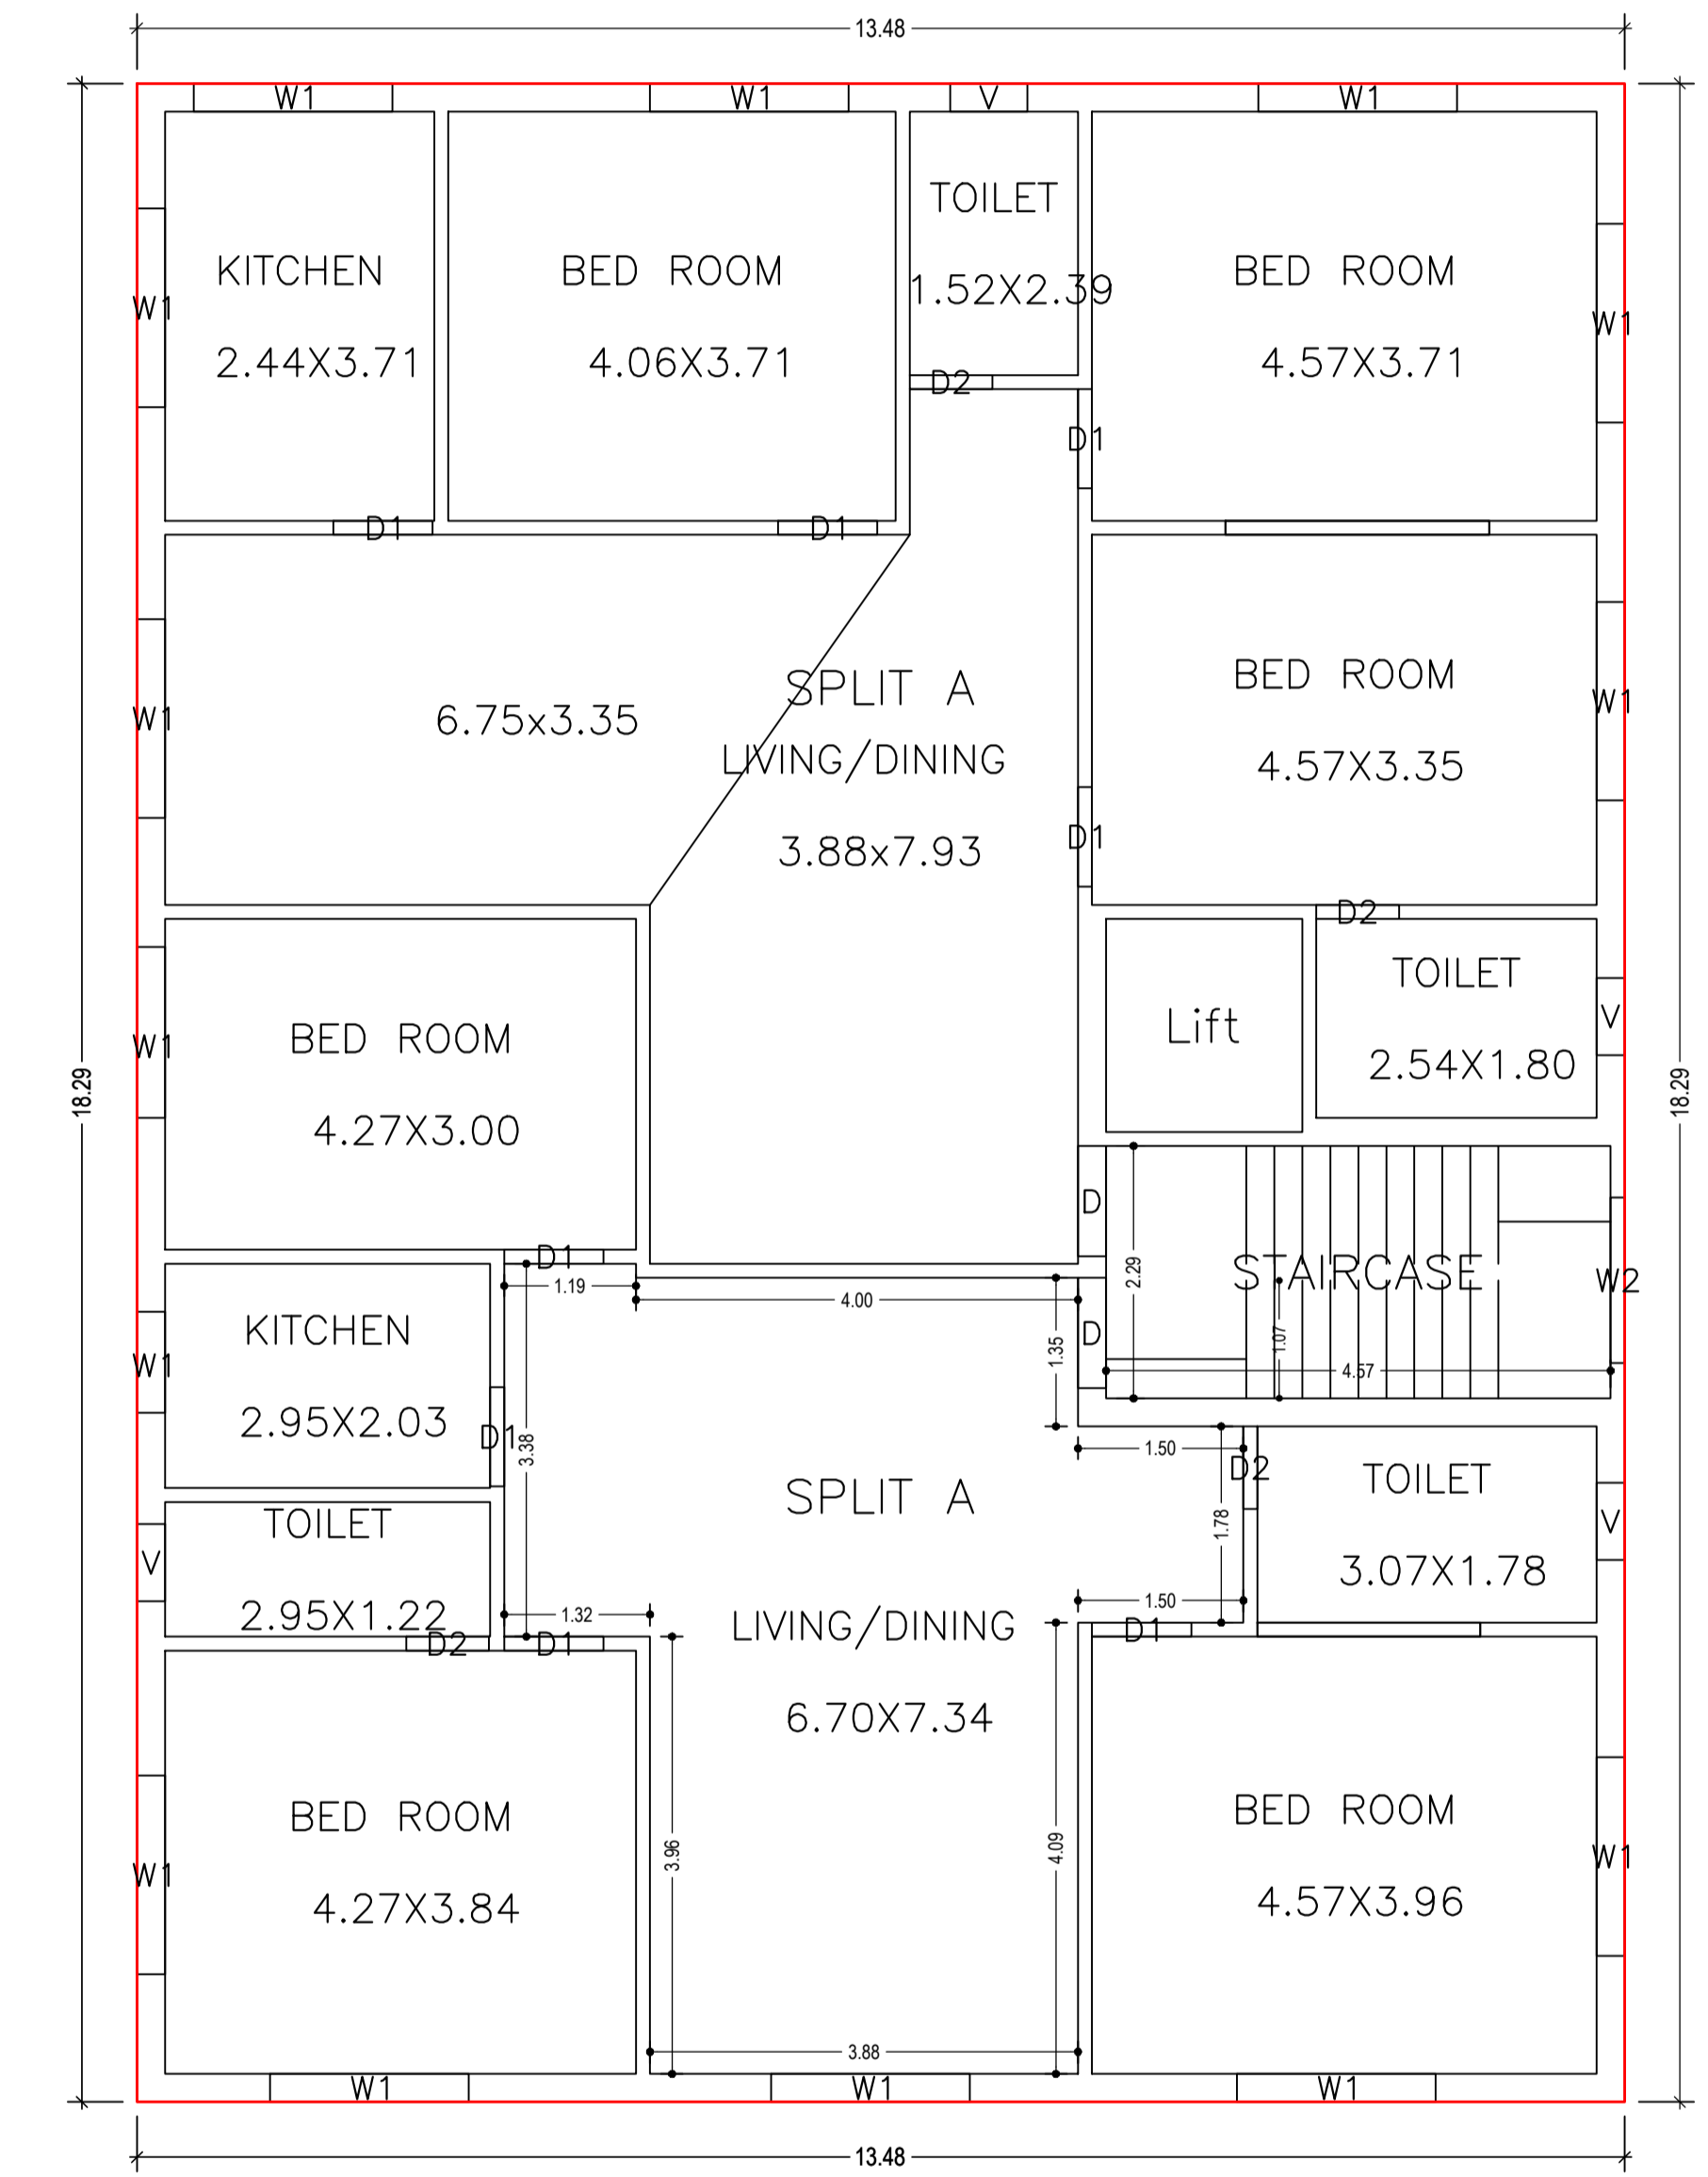 13.48
W1
W1
V
W1
TOILET
1.52X2.39
KITCHEN
2.44X3.71
BED ROOM
4.06X3.71
BED ROOM
4.57X3.71
W1
W1
D2
D1
D1
D1
SPLIT A
LIVING/DINING
3.88x7.93
6.75x3.35
BED ROOM
4.57X3.35
W1
W1
D1
D2
TOILET
2.54X1.80
V
Lift
BED ROOM
4.27X3.00
W1
18.29
18.29
D
D1
1.19
4.00
2.29
STAIRCASE
W2
1.07
4.57
1.35
D
KITCHEN
2.95X2.03
W1
D1
3.38
1.50
D2
TOILET
3.07X1.78
V
1.78
SPLIT A
LIVING/DINING
6.70X7.34
TOILET
2.95X1.22
V
1.32
1.50
D2
D1
D1
BED ROOM
4.27X3.84
W1
3.96
4.09
BED ROOM
4.57X3.96
W1
3.88
W1
W1
W1
13.48